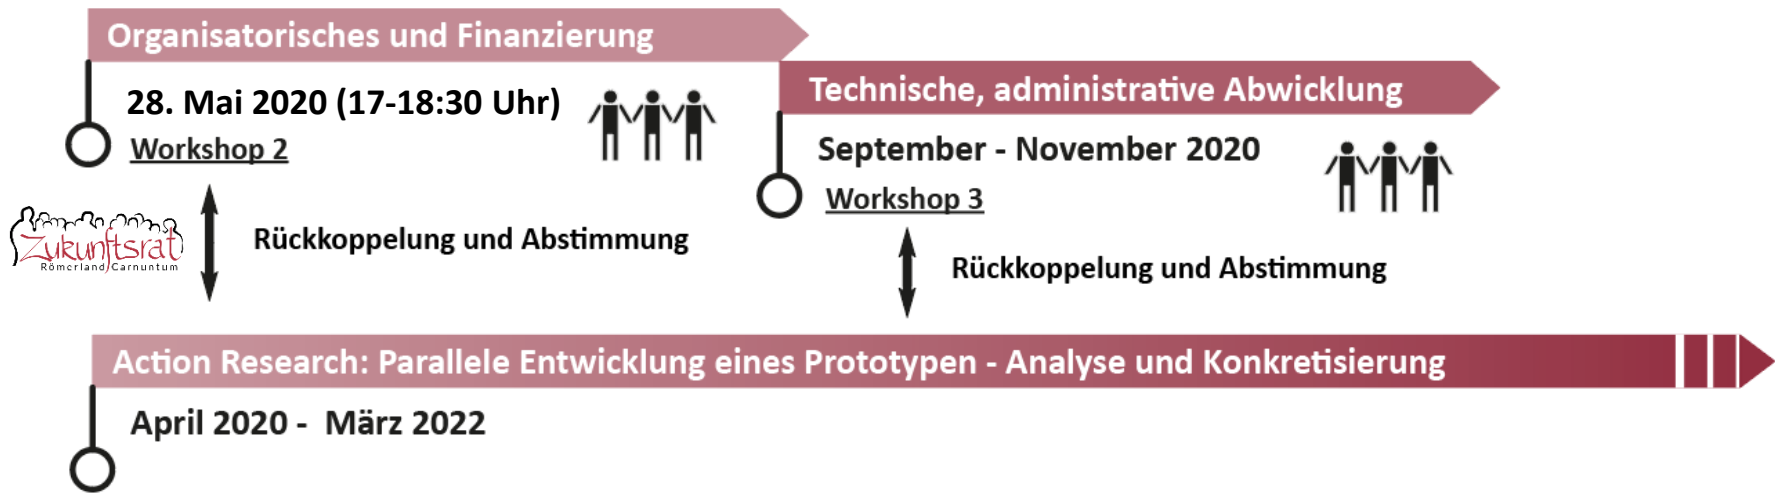 Organisatorisches und Finanzierung
28. Mai 2020 (17-18:30 Uhr)
Workshop 2
Technische, administrative Abwicklung
September - November 2020
Workshop 3
Zukunftsrat
Römerland Carnuntum
Rückkoppelung und Abstimmung
Rückkoppelung und Abstimmung
Action Research: Parallele Entwicklung eines Prototypen - Analyse und Konkretisierung
April 2020 - März 2022